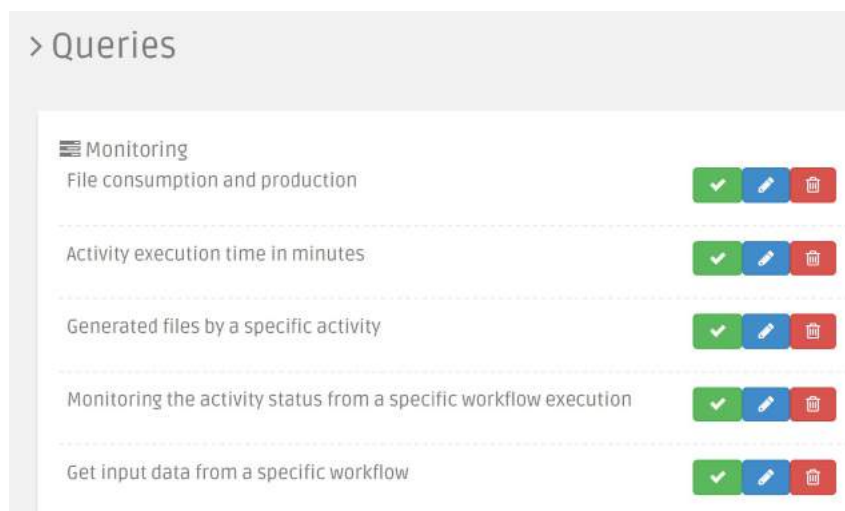 Queries
Monitoring
File consumption and production
Activity execution time in minutes
Generated files by a specific activity
Monitoring the activity status from a specific workflow execution
Get input data from a specific workflow